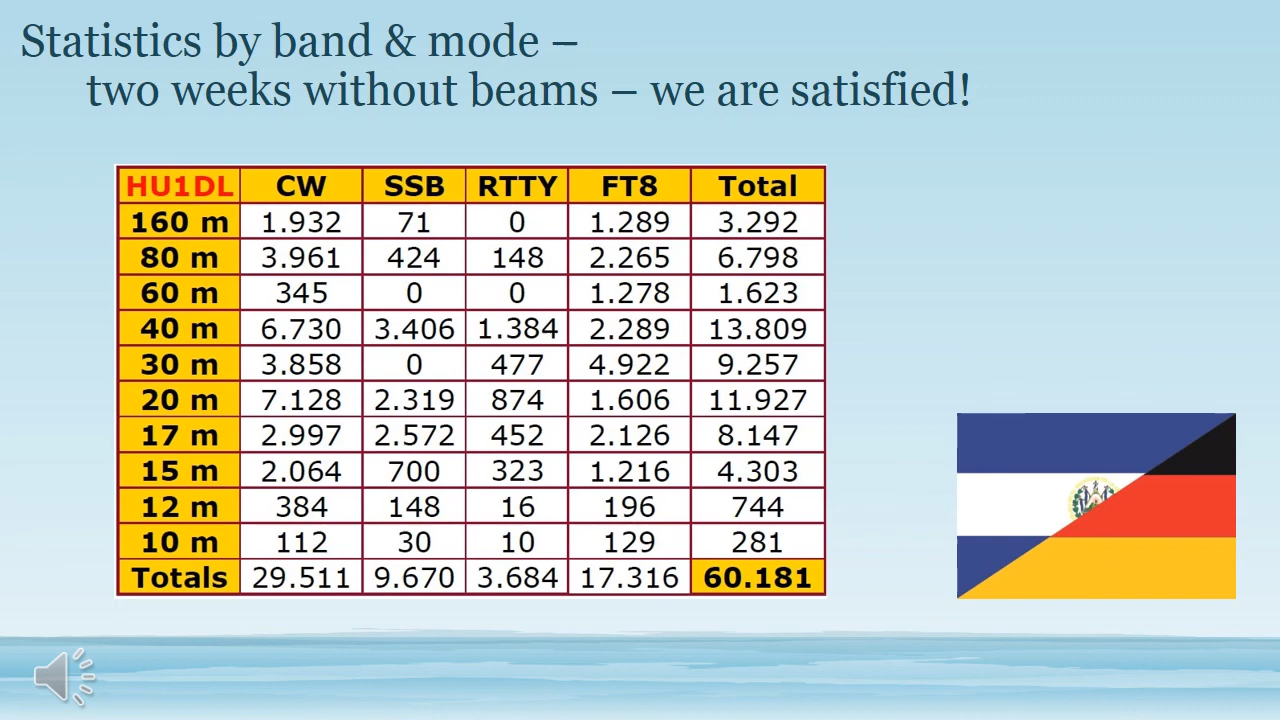 Statistics by band & mode –
two weeks without beams – we are satisfied!
HU1DL CW SSB RTTY FT8 Total
160 m 1.932 71 0 1.289 3.292
80 m 3.961 424 148 2.265 6.798
60 m 345 0 0 1.278 1.623
40 m 6.730 3.406 1.384 2.289 13.809
30 m 3.858 0 477 4.922 9.257
20 m 7.128 2.319 874 1.606 11.927
17 m 2.997 2.572 452 2.126 8.147
15 m 2.064 700 323 1.216 4.303
12 m 384 148 16 196 744
10 m 112 30 10 129 281
Totals 29.511 9.670 3.684 17.316 60.181